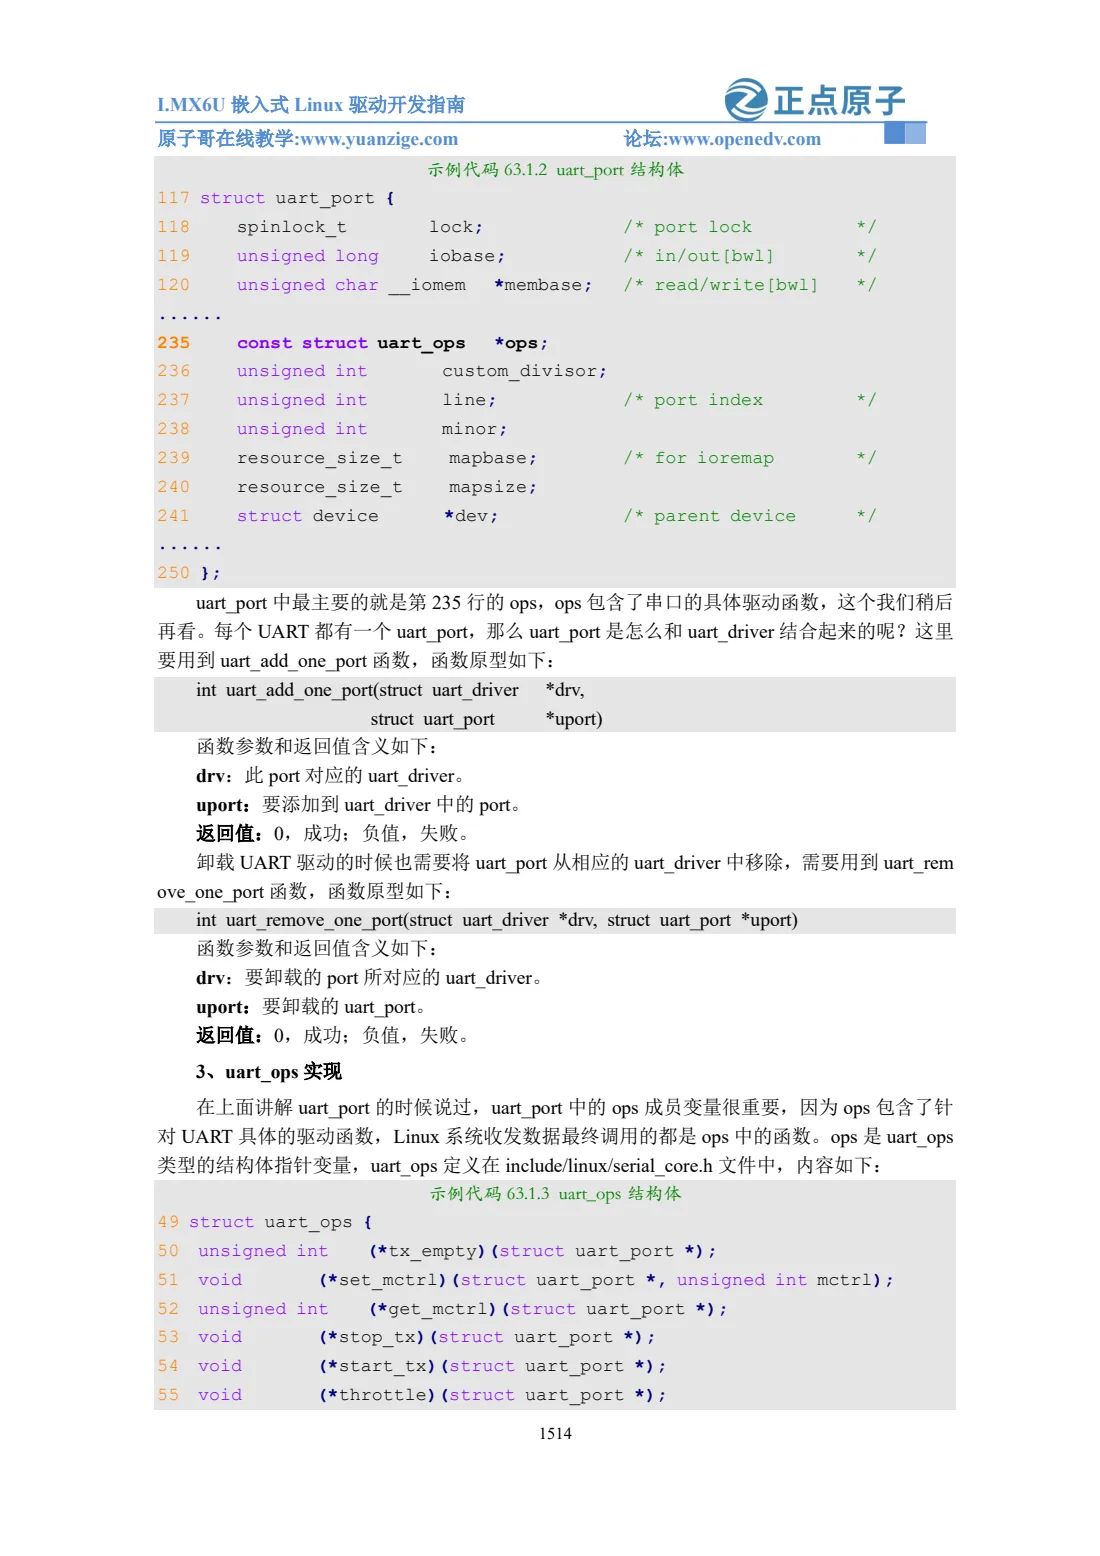 I.MX6U 嵌入式 Linux 驱动开发指南
正点原子
原子哥在线教学:www.yuanzige.com 论坛:www.openedv.com
示例代码 63.1.2 uart_port 结构体
117 struct uart_port {
118 spinlock_t lock; /* port lock */
119 unsigned long iobase; /* in/out[bwl] */
120 unsigned char __iomem *membase; /* read/write[bwl] */
......
235 const struct uart_ops *ops;
236 unsigned int custom_divisor;
237 unsigned int line; /* port index */
238 unsigned int minor;
239 resource_size_t mapbase; /* for ioremap */
240 resource_size_t mapsize;
241 struct device *dev; /* parent device */
......
250 };
uart_port 中最主要的就是第 235 行的 ops，ops 包含了串口的具体驱动函数，这个我们稍后
再看。每个 UART 都有一个 uart_port，那么 uart_port 是怎么和 uart_driver 结合起来的呢？这里
要用到 uart_add_one_port 函数，函数原型如下：
int uart_add_one_port(struct uart_driver *drv,
struct uart_port *uport)
函数参数和返回值含义如下：
drv：此 port 对应的 uart_driver。
uport：要添加到 uart_driver 中的 port。
返回值：0，成功；负值，失败。
卸载 UART 驱动的时候也需要将 uart_port 从相应的 uart_driver 中移除，需要用到 uart_rem
ove_one_port 函数，函数原型如下：
int uart_remove_one_port(struct uart_driver *drv, struct uart_port *uport)
函数参数和返回值含义如下：
drv：要卸载的 port 所对应的 uart_driver。
uport：要卸载的 uart_port。
返回值：0，成功；负值，失败。
3、uart_ops 实现
在上面讲解 uart_port 的时候说过，uart_port 中的 ops 成员变量很重要，因为 ops 包含了针
对 UART 具体的驱动函数，Linux 系统收发数据最终调用的都是 ops 中的函数。ops 是 uart_ops
类型的结构体指针变量，uart_ops 定义在 include/linux/serial_core.h 文件中，内容如下：
示例代码 63.1.3 uart_ops 结构体
49 struct uart_ops {
50 unsigned int (*tx_empty)(struct uart_port *);
51 void (*set_mctrl)(struct uart_port *, unsigned int mctrl);
52 unsigned int (*get_mctrl)(struct uart_port *);
53 void (*stop_tx)(struct uart_port *);
54 void (*start_tx)(struct uart_port *);
55 void (*throttle)(struct uart_port *);
1514